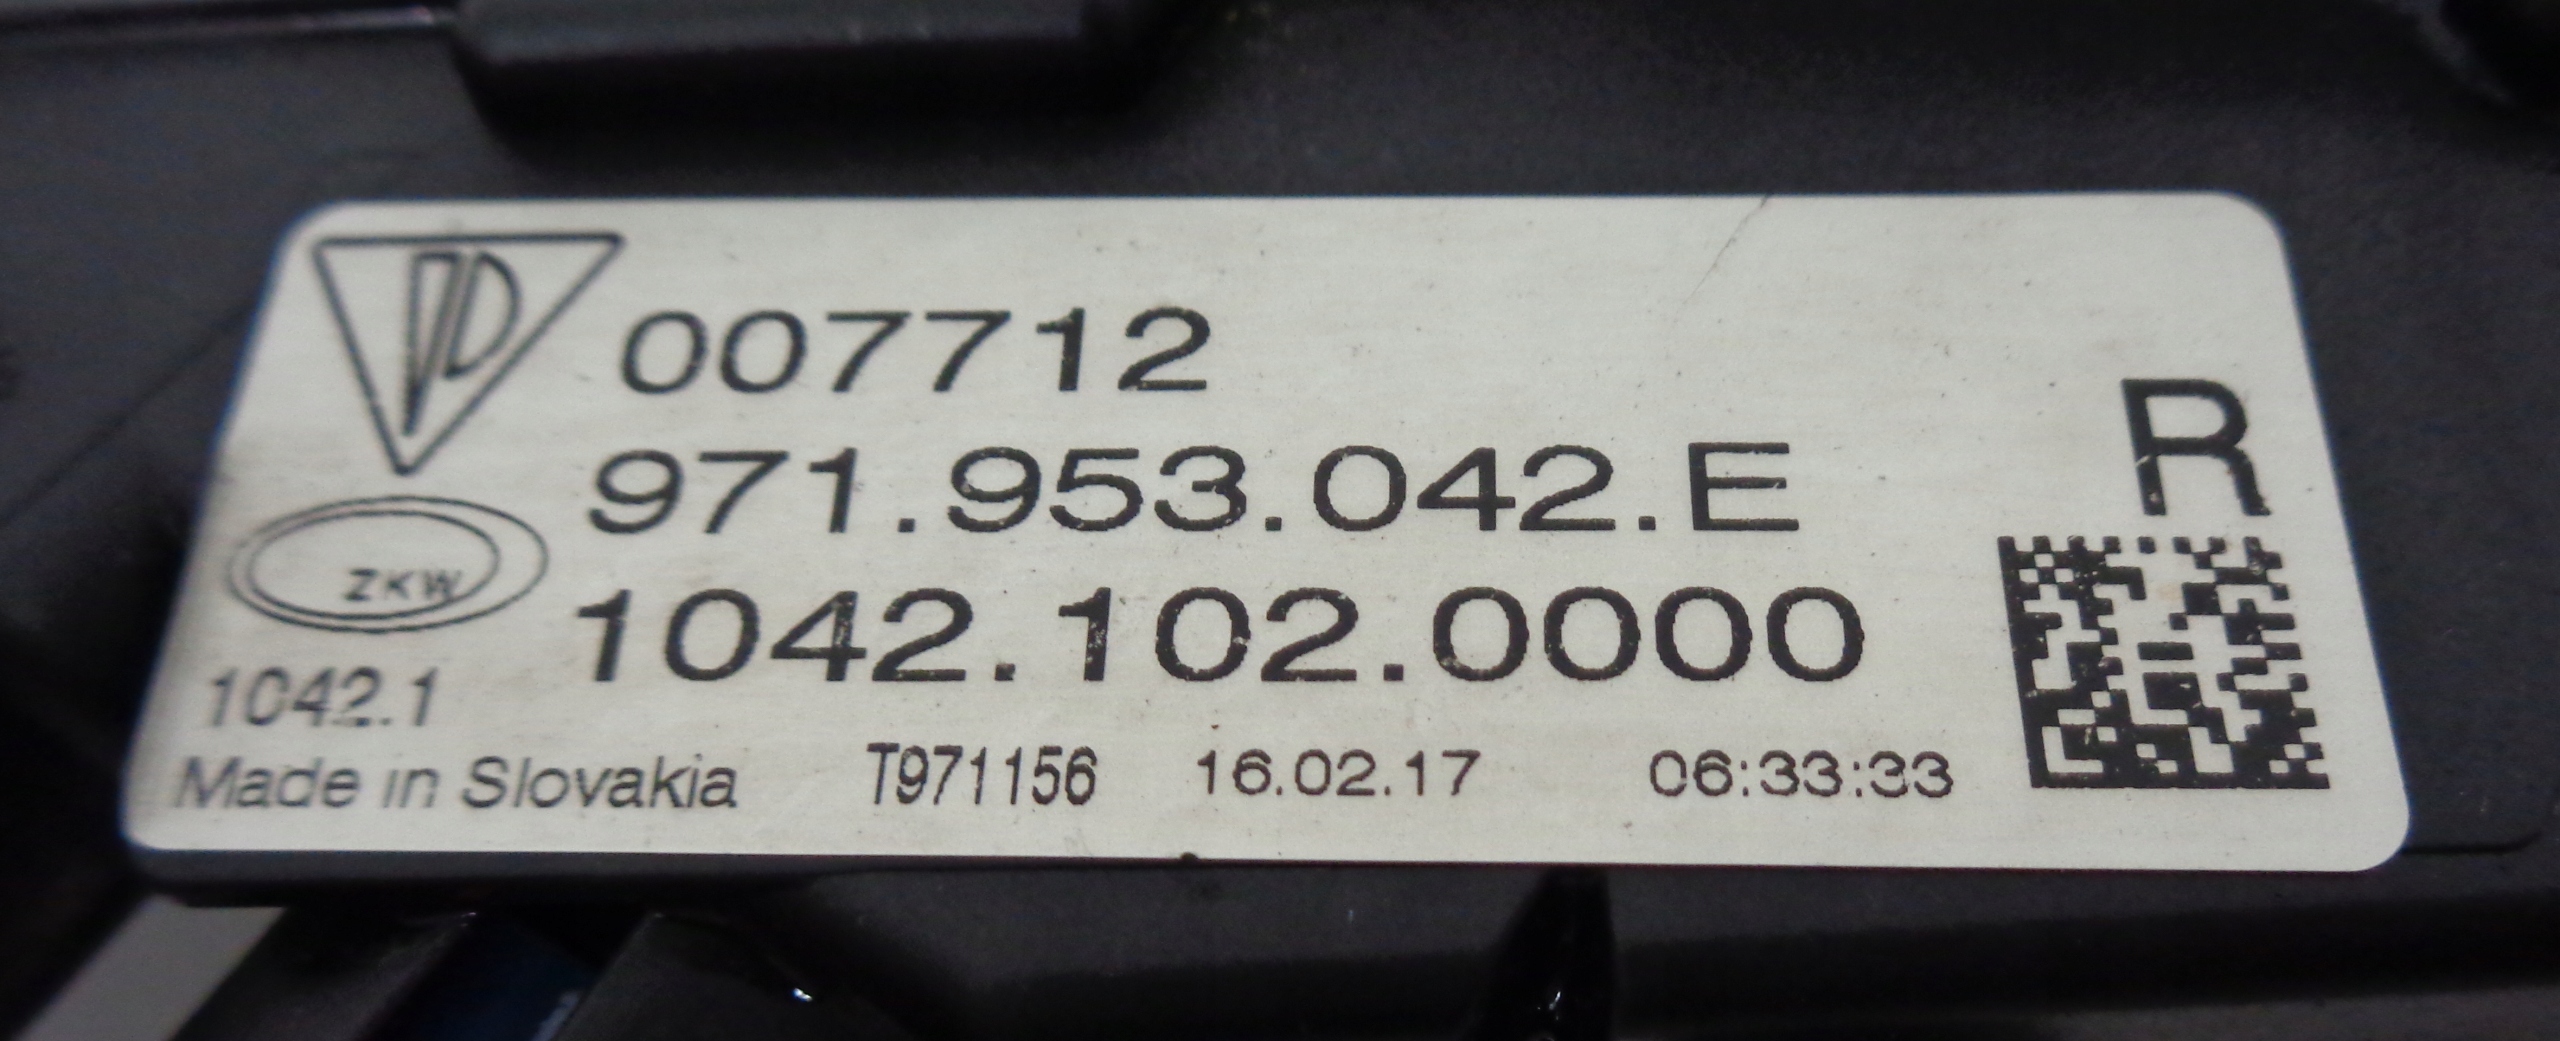 007712
971.953.042.E
R
ZKW
1042.102.0000
1042.1
Made in Slovakia T971156 16.02.17 06:33:33